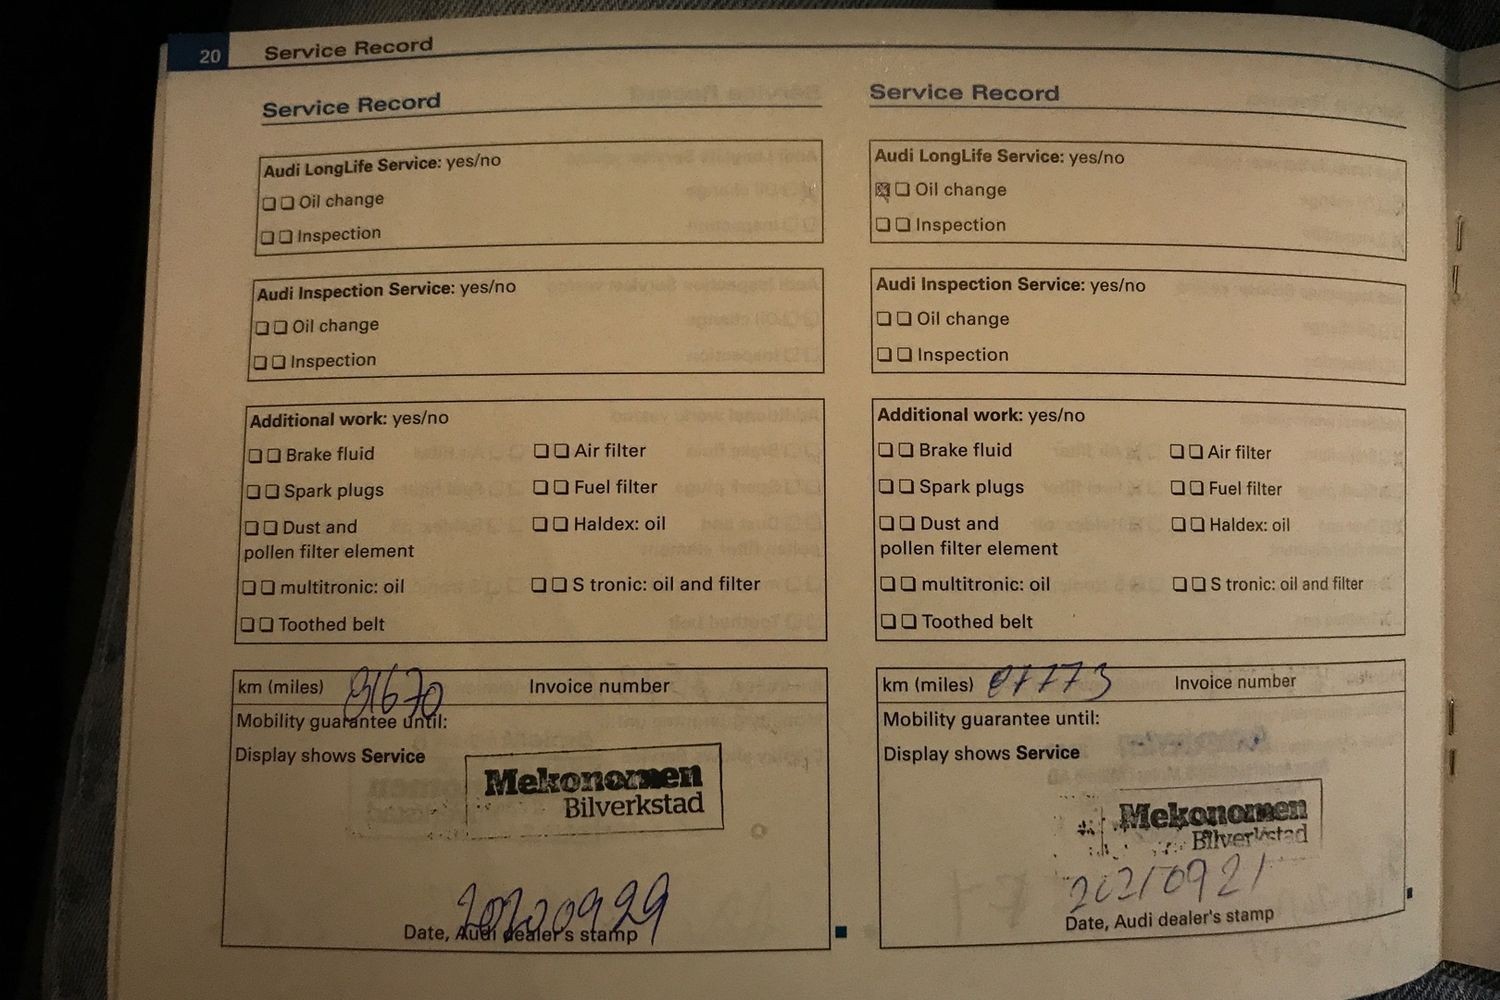 20 Service Record
Service Record
Audi LongLife Service: yes/no
❏ ❏ Oil change
❏ ❏ Inspection
Audi Inspection Service: yes/no
❏ ❏ Oil change
❏ ❏ Inspection
Additional work: yes/no
❏ ❏ Brake fluid ❏ ❏ Air filter
❏ ❏ Spark plugs ❏ ❏ Fuel filter
❏ ❏ Dust and ❏ ❏ Haldex: oil
pollen filter element
❏ ❏ multitronic: oil ❏ ❏ S tronic: oil and filter
❏ ❏ Toothed belt
km (miles) 81670 Invoice number
Mobility guarantee until:
Display shows Service
Mekonomen
Bilverkstad
20200929
Date, Audi dealer's stamp
Service Record
Audi LongLife Service: yes/no
☒ ❏ Oil change
❏ ❏ Inspection
Audi Inspection Service: yes/no
❏ ❏ Oil change
❏ ❏ Inspection
Additional work: yes/no
❏ ❏ Brake fluid ❏ ❏ Air filter
❏ ❏ Spark plugs ❏ ❏ Fuel filter
❏ ❏ Dust and ❏ ❏ Haldex: oil
pollen filter element
❏ ❏ multitronic: oil ❏ ❏ S tronic: oil and filter
❏ ❏ Toothed belt
km (miles) Invoice number
Mobility guarantee until:
Display shows Service
Mekonomen
Bilverkstad
20210921
Date, Audi dealer's stamp